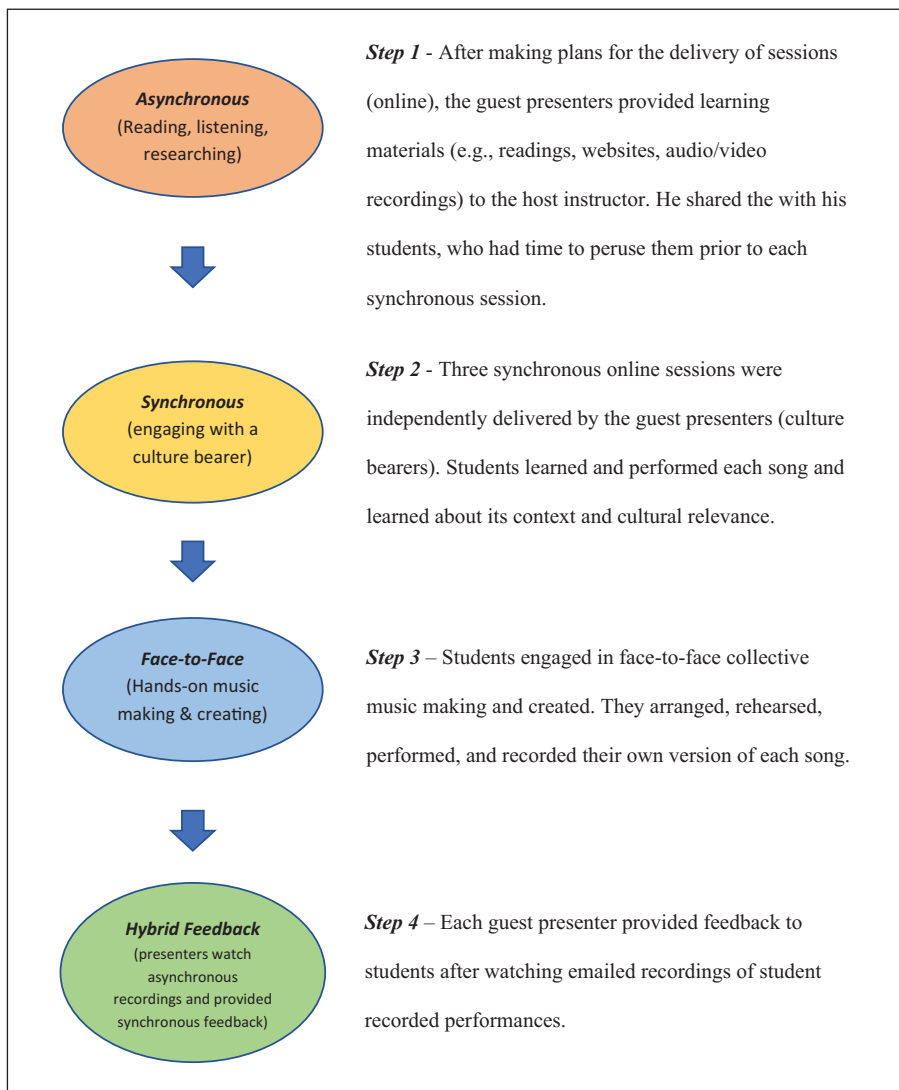 Asynchronous
(Reading, listening,
researching)
Step 1 - After making plans for the delivery of sessions
(online), the guest presenters provided learning
materials (e.g., readings, websites, audio/video
recordings) to the host instructor. He shared the with his
students, who had time to peruse them prior to each
synchronous session.
Synchronous
(engaging with a
culture bearer)
Step 2 - Three synchronous online sessions were
independently delivered by the guest presenters (culture
bearers). Students learned and performed each song and
learned about its context and cultural relevance.
Face-to-Face
(Hands-on music
making & creating)
Step 3 – Students engaged in face-to-face collective
music making and created. They arranged, rehearsed,
performed, and recorded their own version of each song.
Hybrid Feedback
(presenters watch
asynchronous
recordings and provided
synchronous feedback)
Step 4 – Each guest presenter provided feedback to
students after watching emailed recordings of student
recorded performances.